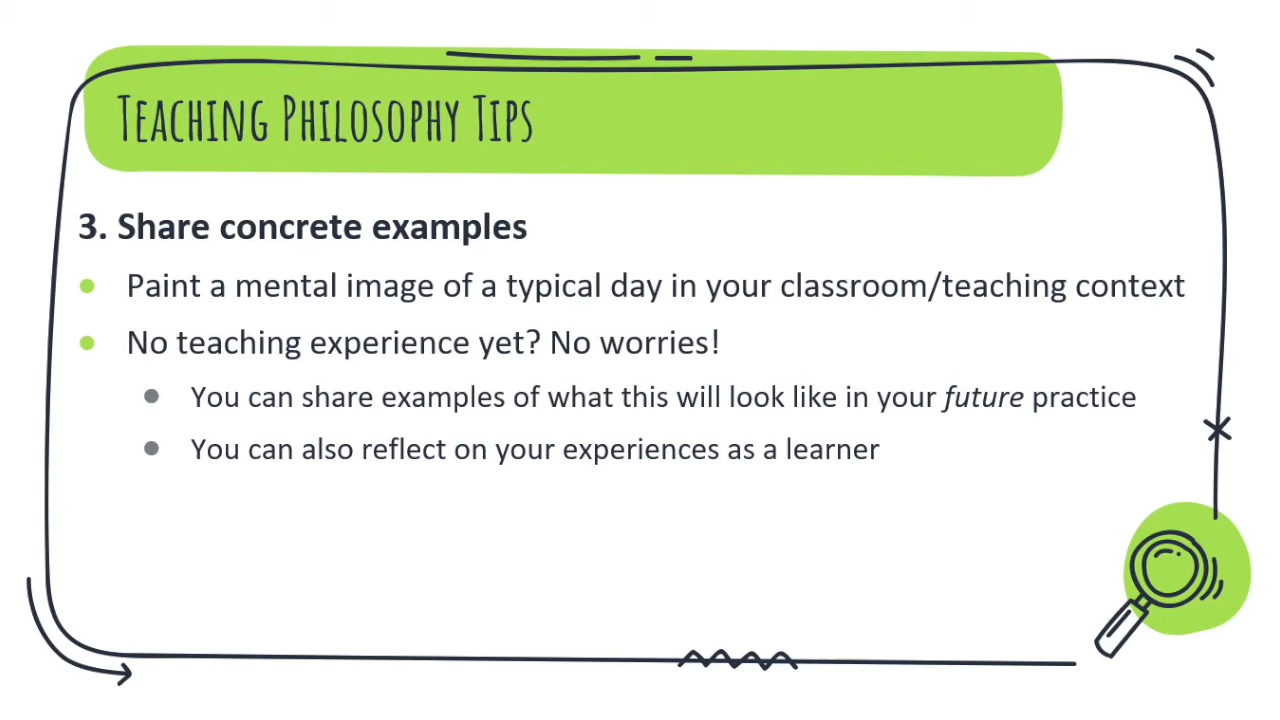 Teaching Philosophy Tips
3. Share concrete examples
Paint a mental image of a typical day in your classroom/teaching context
No teaching experience yet? No worries!
You can share examples of what this will look like in your future practice
You can also reflect on your experiences as a learner